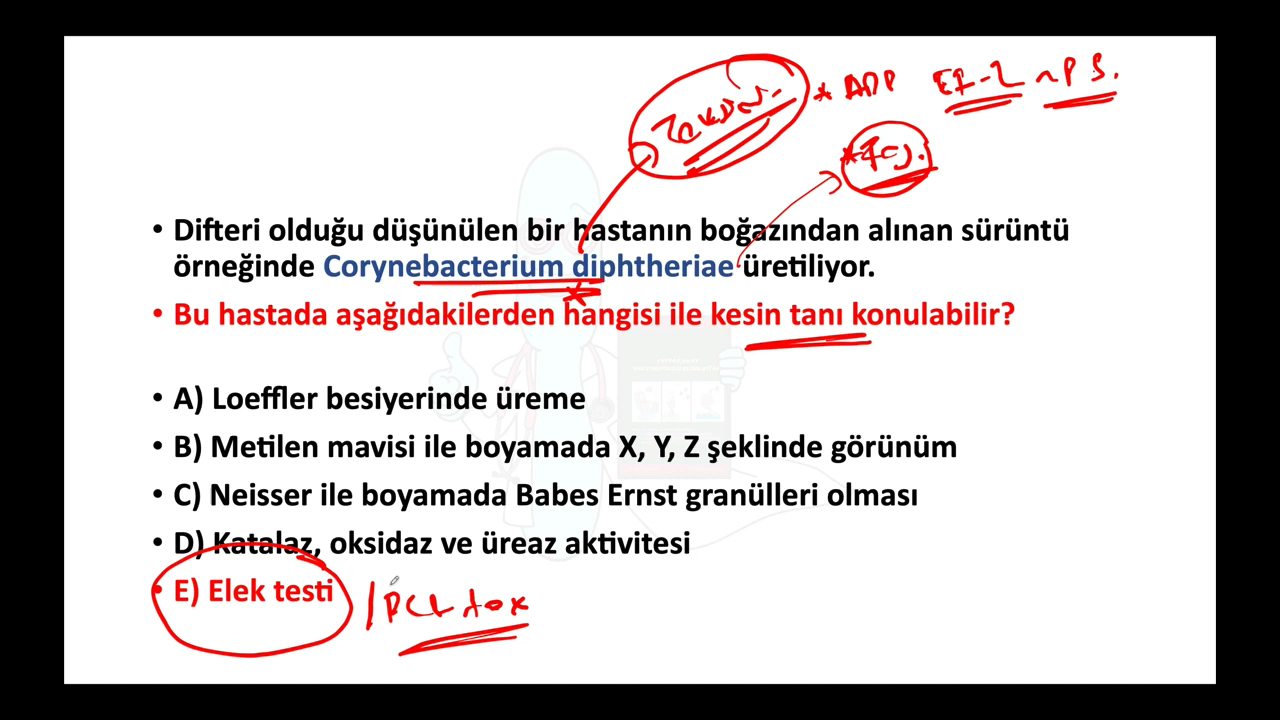 Toksin.
* ADP EF-2 ~ P S.
* Faj.
• Difteri olduğu düşünülen bir hastanın boğazından alınan sürüntü
örneğinde Corynebacterium diphtheriae üretiliyor.
*
• Bu hastada aşağıdakilerden hangisi ile kesin tanı konulabilir?
• A) Loeffler besiyerinde üreme
• B) Metilen mavisi ile boyamada X, Y, Z şeklinde görünüm
• C) Neisser ile boyamada Babes Ernst granülleri olması
• D) Katalaz, oksidaz ve üreaz aktivitesi
• E) Elek testi / PCR tox